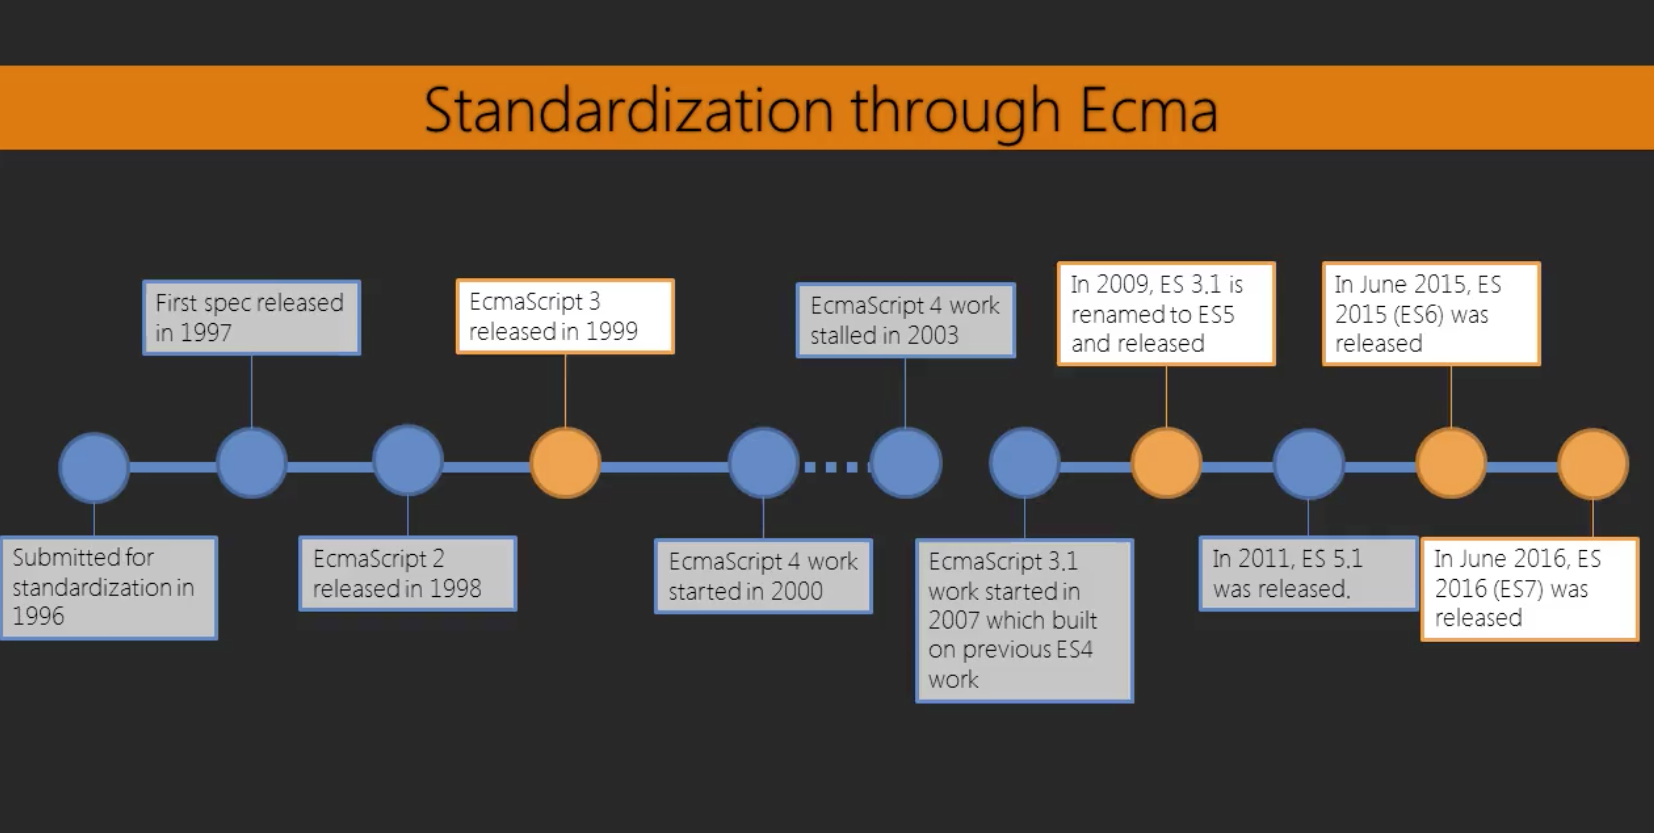 Standardization through Ecma
First spec released
in 1997
EcmaScript 3
released in 1999
EcmaScript 4 work
stalled in 2003
In 2009, ES 3.1 is
renamed to ES5
and released
In June 2015, ES
2015 (ES6) was
released
Submitted for
standardization in
1996
EcmaScript 2
released in 1998
EcmaScript 4 work
started in 2000
EcmaScript 3.1
work started in
2007 which built
on previous ES4
work
In 2011, ES 5.1
was released.
In June 2016, ES
2016 (ES7) was
released